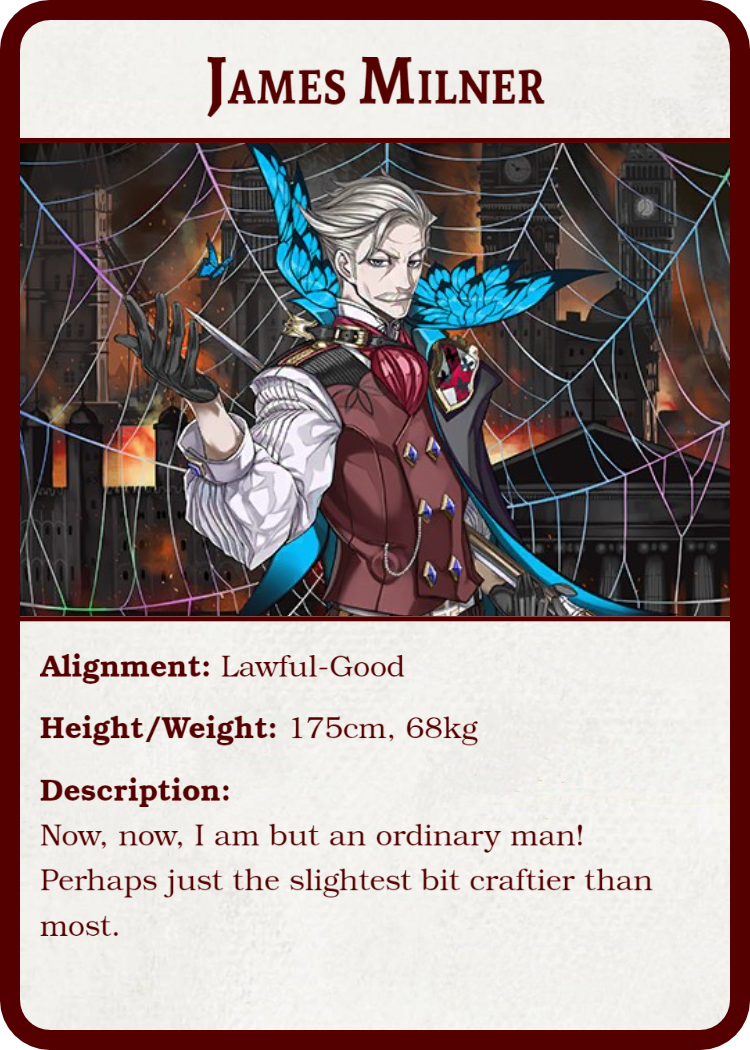 James Milner
Alignment: Lawful-Good
Height/Weight: 175cm, 68kg
Description:
Now, now, I am but an ordinary man!
Perhaps just the slightest bit craftier than
most.